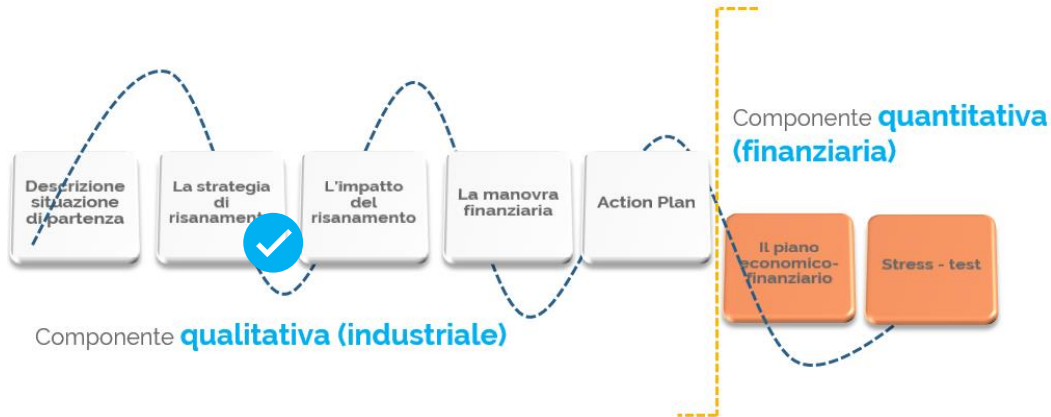 Descrizione
situazione
di partenza
La strategia
di
risanamento
L'impatto
del
risanamento
La manovra
finanziaria
Action Plan
Componente quantitativa
(finanziaria)
Il piano
economico-
finanziario
Stress - test
Componente qualitativa (industriale)